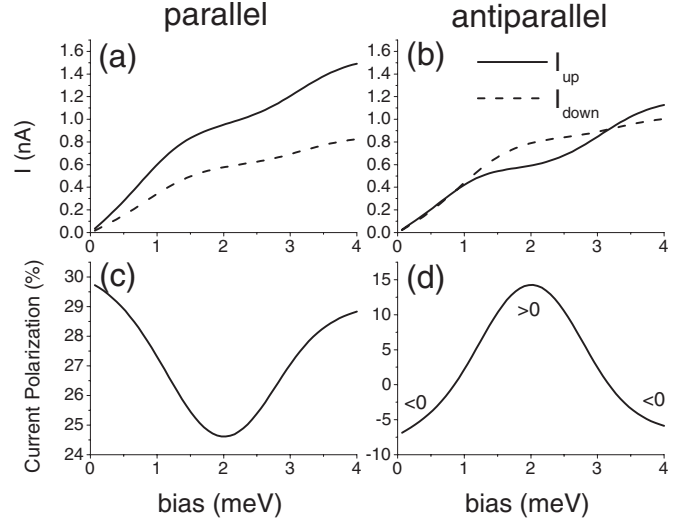 parallel
antiparallel
1.6
1.4
1.2
1.0
0.8
0.6
0.4
0.2
0.0
I (nA)
(a)
0 1 2 3 4
1.6
1.4
1.2
1.0
0.8
0.6
0.4
0.2
0.0
(b)
I up
I down
0 1 2 3 4
30
29
28
27
26
25
24
Current Polarization (%)
(c)
0 1 2 3 4
bias (meV)
15
10
5
0
-5
-10
(d)
>0
<0
<0
0 1 2 3 4
bias (meV)